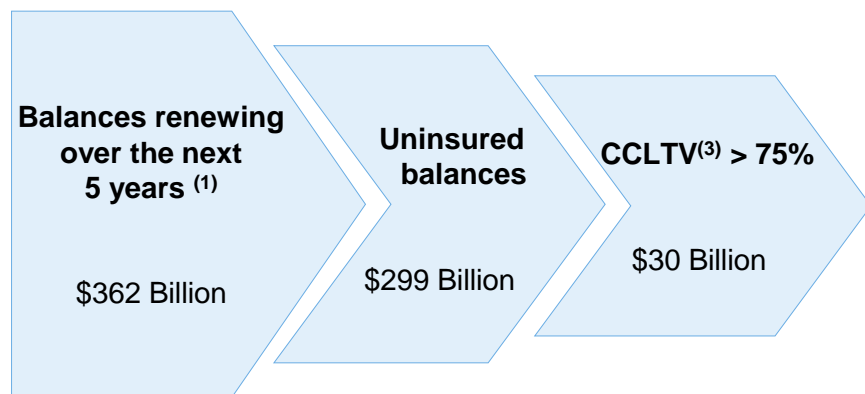 Balances renewing
over the next
5 years (1)
$362 Billion
Uninsured
balances
$299 Billion
CCLTV(3) > 75%
$30 Billion